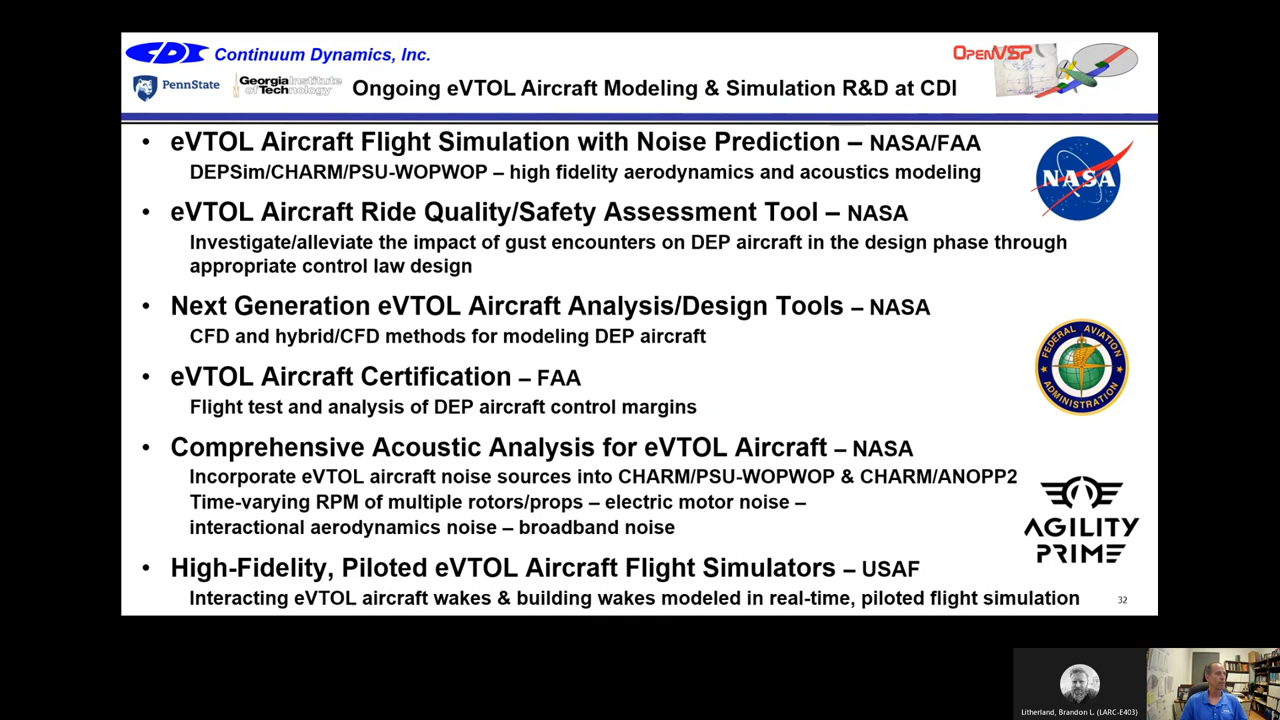 CDI Continuum Dynamics, Inc.
OPENVSP
PennState
Georgia Institute of Technology
Ongoing eVTOL Aircraft Modeling & Simulation R&D at CDI
• eVTOL Aircraft Flight Simulation with Noise Prediction – NASA/FAA
DEPSim/CHARM/PSU-WOPWOP – high fidelity aerodynamics and acoustics modeling
NASA
• eVTOL Aircraft Ride Quality/Safety Assessment Tool – NASA
Investigate/alleviate the impact of gust encounters on DEP aircraft in the design phase through
appropriate control law design
• Next Generation eVTOL Aircraft Analysis/Design Tools – NASA
CFD and hybrid/CFD methods for modeling DEP aircraft
FEDERAL AVIATION
ADMINISTRATION
• eVTOL Aircraft Certification – FAA
Flight test and analysis of DEP aircraft control margins
• Comprehensive Acoustic Analysis for eVTOL Aircraft – NASA
Incorporate eVTOL aircraft noise sources into CHARM/PSU-WOPWOP & CHARM/ANOPP2
Time-varying RPM of multiple rotors/props – electric motor noise –
interactional aerodynamics noise – broadband noise
AGILITY
PRIME
• High-Fidelity, Piloted eVTOL Aircraft Flight Simulators – USAF
Interacting eVTOL aircraft wakes & building wakes modeled in real-time, piloted flight simulation
32
Litherland, Brandon L. (LARC-E403)